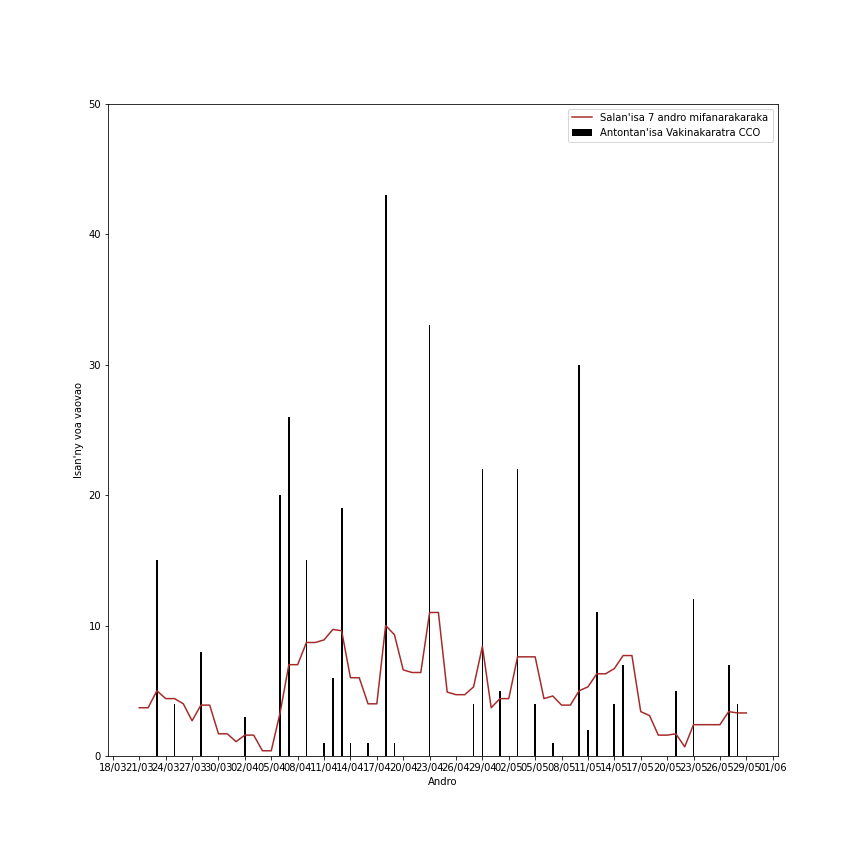 50
Salan'isa 7 andro mifanarakaraka
Antontan'isa Vakinakaratra CCO
40
30
20
10
0
Isan'ny voa vaovao
18/03 21/03 24/03 27/03 30/03 02/04 05/04 08/04 11/04 14/04 17/04 20/04 23/04 26/04 29/04 02/05 05/05 08/05 11/05 14/05 17/05 20/05 23/05 26/05 29/05 01/06
Andro